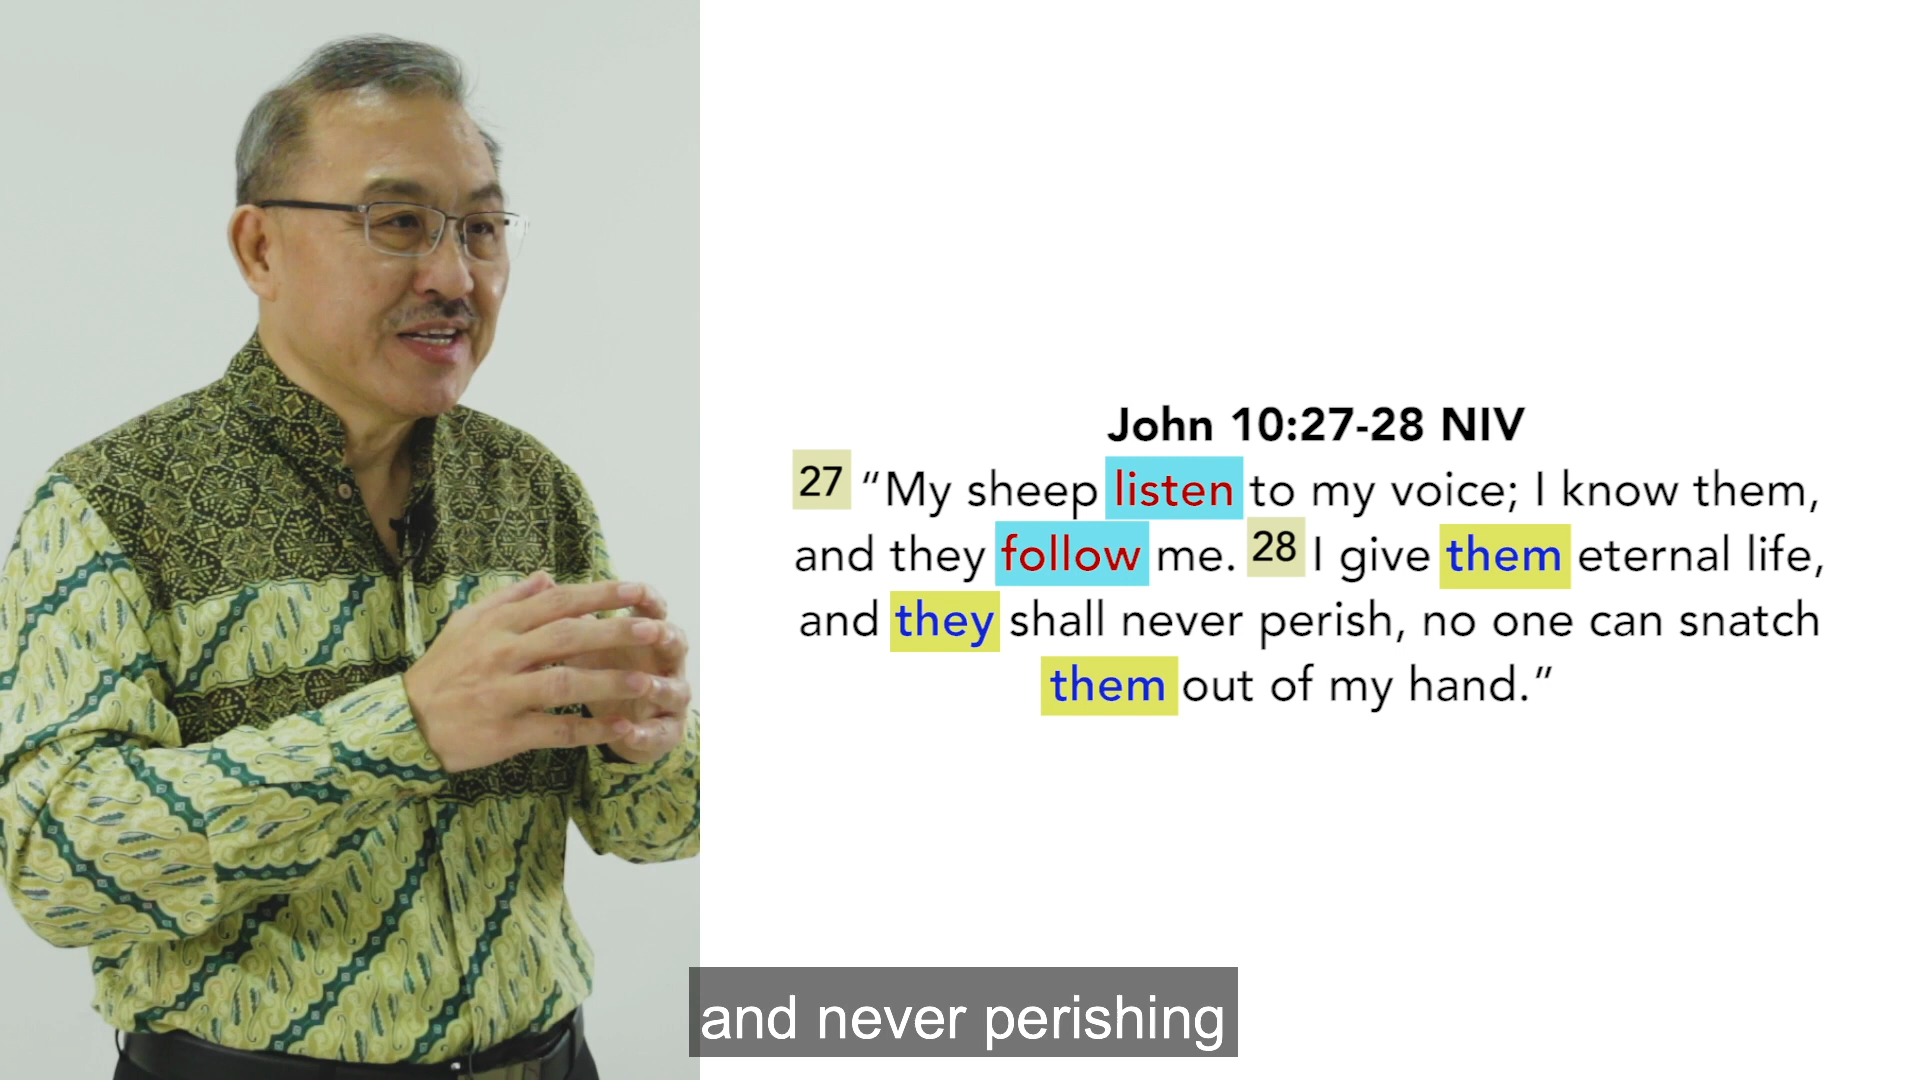 John 10:27-28 NIV
27 “My sheep listen to my voice; I know them,
and they follow me. 28 I give them eternal life,
and they shall never perish, no one can snatch
them out of my hand.”
and never perishing